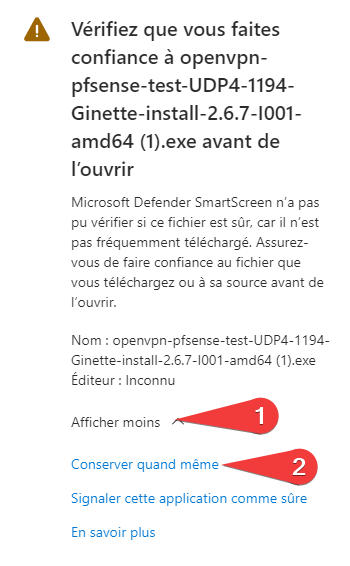 Vérifiez que vous faites
confiance à openvpn-
pfsense-test-UDP4-1194-
Ginette-install-2.6.7-I001-
amd64 (1).exe avant de
l’ouvrir
Microsoft Defender SmartScreen n’a pas
pu vérifier si ce fichier est sûr, car il n’est
pas fréquemment téléchargé. Assurez-
vous de faire confiance au fichier que
vous téléchargez ou à sa source avant de
l’ouvrir.
Nom : openvpn-pfsense-test-UDP4-1194-
Ginette-install-2.6.7-I001-amd64 (1).exe
Éditeur : Inconnu
Afficher moins 1
Conserver quand même 2
Signaler cette application comme sûre
En savoir plus